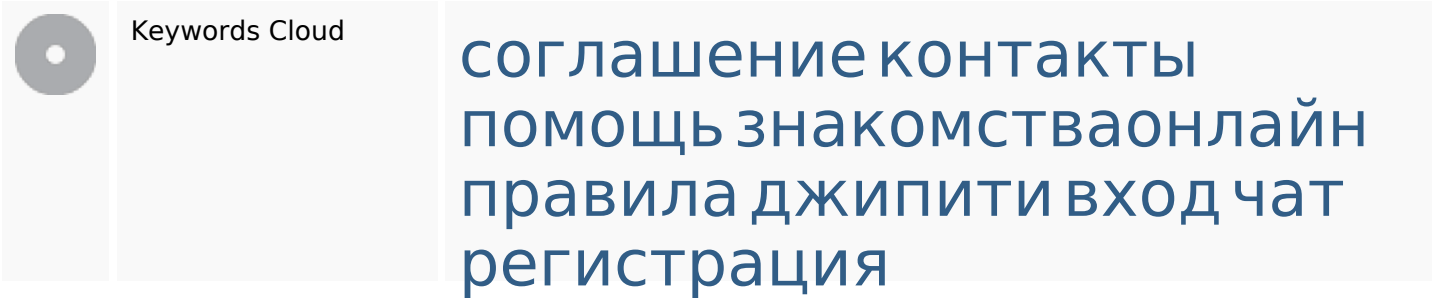 Keywords Cloud
соглашение контакты
помощь знакомстваонлайн
правила джипити вход чат
регистрация